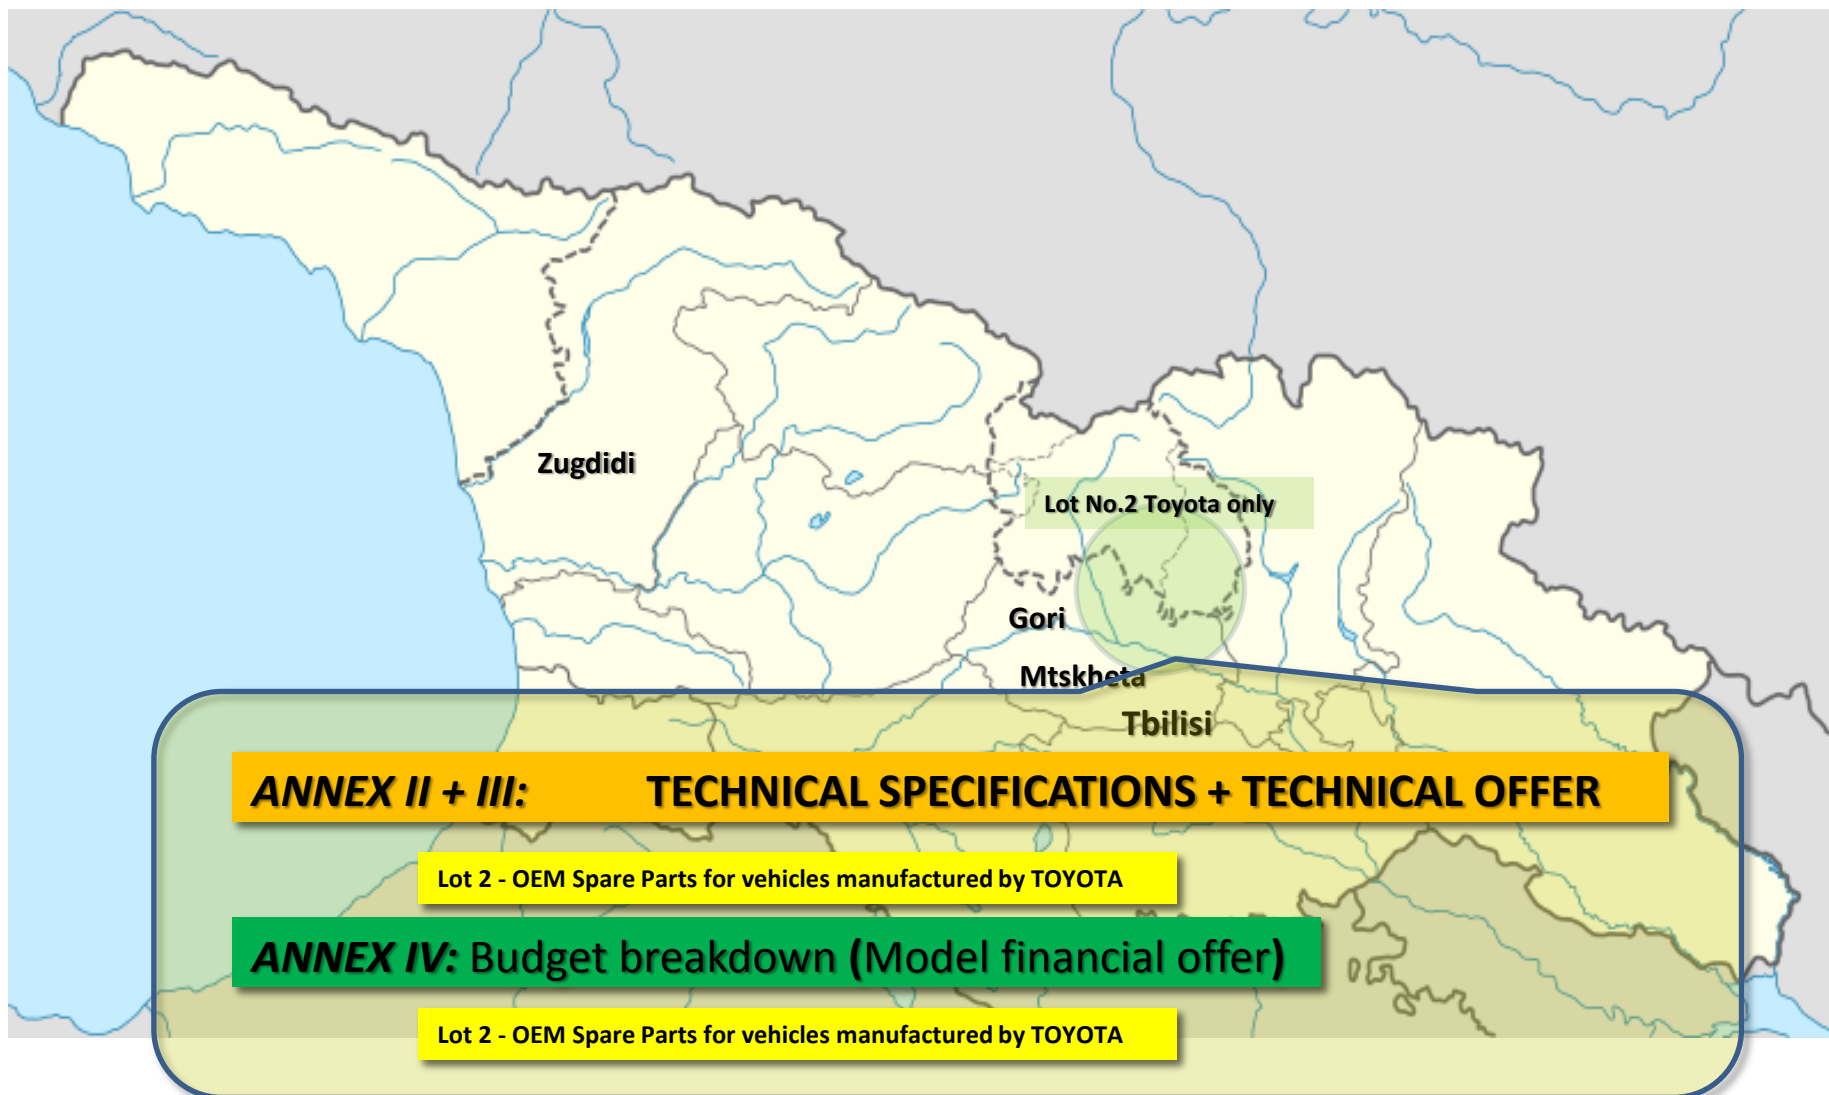 Zugdidi
Lot No.2 Toyota only
Gori
Mtskheta
Tbilisi
ANNEX II + III: TECHNICAL SPECIFICATIONS + TECHNICAL OFFER
Lot 2 - OEM Spare Parts for vehicles manufactured by TOYOTA
ANNEX IV: Budget breakdown (Model financial offer)
Lot 2 - OEM Spare Parts for vehicles manufactured by TOYOTA